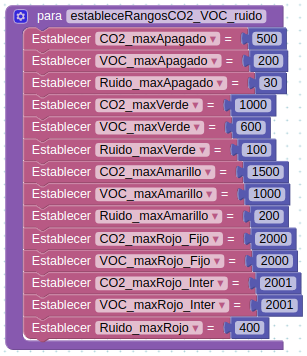 para estableceRangosCO2_VOC_ruido
Establecer CO2_maxApagado = 500
Establecer VOC_maxApagado = 200
Establecer Ruido_maxApagado = 30
Establecer CO2_maxVerde = 1000
Establecer VOC_maxVerde = 600
Establecer Ruido_maxVerde = 100
Establecer CO2_maxAmarillo = 1500
Establecer VOC_maxAmarillo = 1000
Establecer Ruido_maxAmarillo = 200
Establecer CO2_maxRojo_Fijo = 2000
Establecer VOC_maxRojo_Fijo = 2000
Establecer CO2_maxRojo_Inter = 2001
Establecer VOC_maxRojo_Inter = 2001
Establecer Ruido_maxRojo = 400